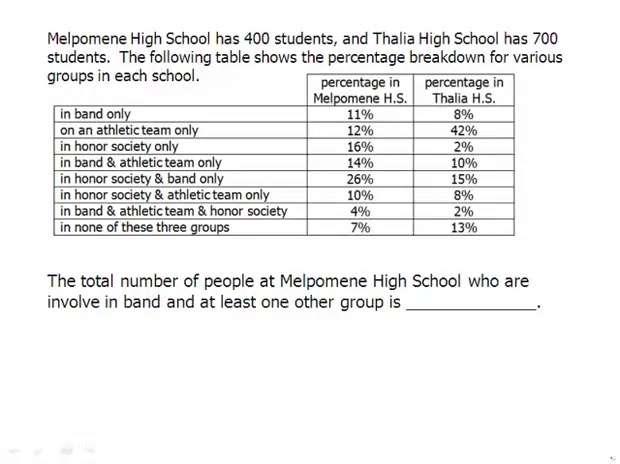 Melpomene High School has 400 students, and Thalia High School has 700
students.  The following table shows the percentage breakdown for various
groups in each school.
percentage in Melpomene H.S. percentage in Thalia H.S.
in band only 11% 8%
on an athletic team only 12% 42%
in honor society only 16% 2%
in band & athletic team only 14% 10%
in honor society & band only 26% 15%
in honor society & athletic team only 10% 8%
in band & athletic team & honor society 4% 2%
in none of these three groups 7% 13%
The total number of people at Melpomene High School who are
involve in band and at least one other group is _______________.